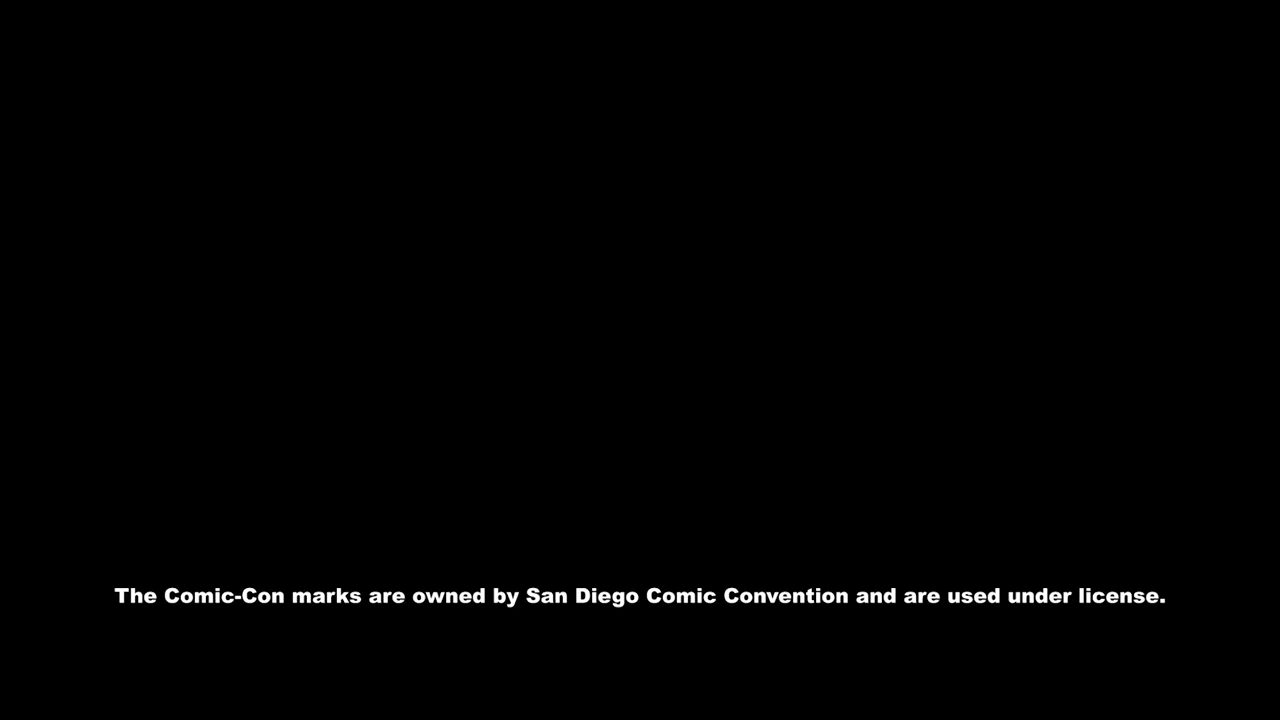 The Comic-Con marks are owned by San Diego Comic Convention and are used under license.